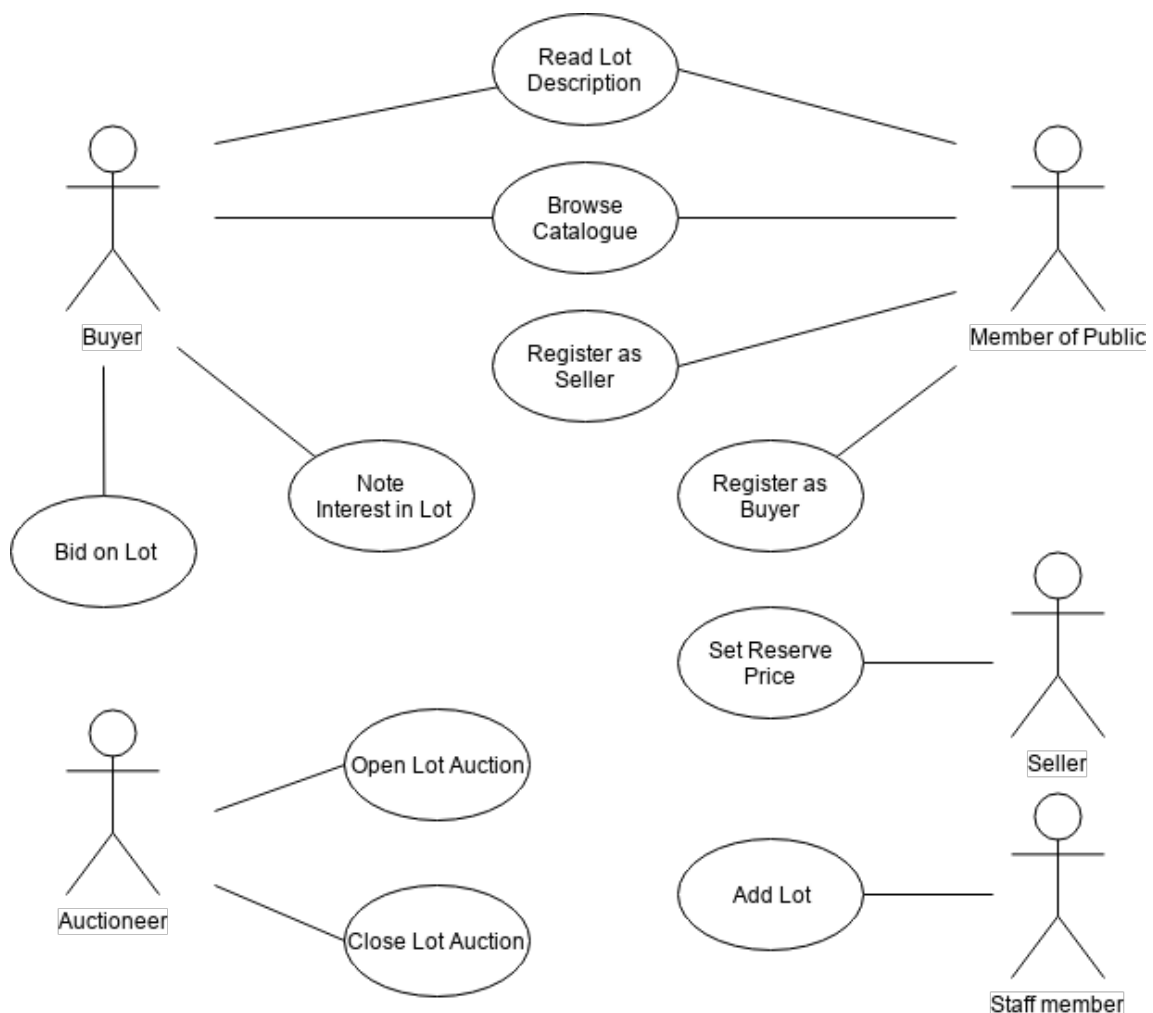 Read Lot
Description
Browse
Catalogue
Buyer
Member of Public
Register as
Seller
Note
Interest in Lot
Register as
Buyer
Bid on Lot
Set Reserve
Price
Seller
Open Lot Auction
Add Lot
Auctioneer
Close Lot Auction
Staff member